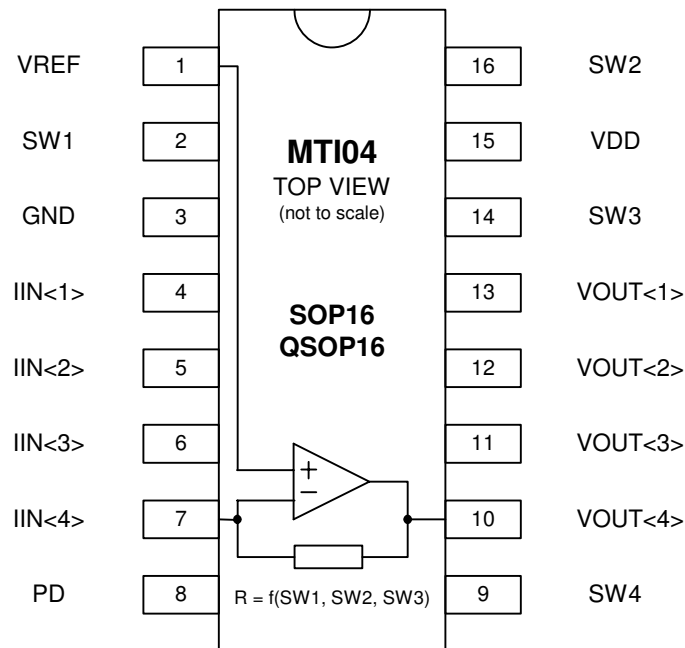 VREF 1 16 SW2
SW1 2 MTI04 15 VDD
TOP VIEW
GND 3 (not to scale) 14 SW3
IIN<1> 4 SOP16 13 VOUT<1>
QSOP16
IIN<2> 5 12 VOUT<2>
IIN<3> 6 11 VOUT<3>
+
−
IIN<4> 7 10 VOUT<4>
PD 8 R = f(SW1, SW2, SW3) 9 SW4